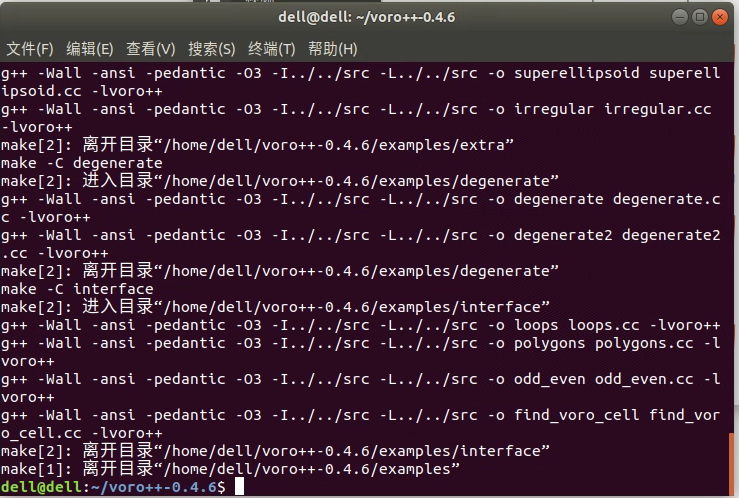 dell@dell: ~/voro++-0.4.6
文件(F) 编辑(E) 查看(V) 搜索(S) 终端(T) 帮助(H)
g++ -Wall -ansi -pedantic -O3 -I../../src -L../../src -o superellipsoid superell
ipsoid.cc -lvoro++
g++ -Wall -ansi -pedantic -O3 -I../../src -L../../src -o irregular irregular.cc
-lvoro++
make[2]: 离开目录“/home/dell/voro++-0.4.6/examples/extra”
make -C degenerate
make[2]: 进入目录“/home/dell/voro++-0.4.6/examples/degenerate”
g++ -Wall -ansi -pedantic -O3 -I../../src -L../../src -o degenerate degenerate.c
c -lvoro++
g++ -Wall -ansi -pedantic -O3 -I../../src -L../../src -o degenerate2 degenerate2
.cc -lvoro++
make[2]: 离开目录“/home/dell/voro++-0.4.6/examples/degenerate”
make -C interface
make[2]: 进入目录“/home/dell/voro++-0.4.6/examples/interface”
g++ -Wall -ansi -pedantic -O3 -I../../src -L../../src -o loops loops.cc -lvoro++
g++ -Wall -ansi -pedantic -O3 -I../../src -L../../src -o polygons polygons.cc -l
voro++
g++ -Wall -ansi -pedantic -O3 -I../../src -L../../src -o odd_even odd_even.cc -l
voro++
g++ -Wall -ansi -pedantic -O3 -I../../src -L../../src -o find_voro_cell find_vor
o_cell.cc -lvoro++
make[2]: 离开目录“/home/dell/voro++-0.4.6/examples/interface”
make[1]: 离开目录“/home/dell/voro++-0.4.6/examples”
dell@dell:~/voro++-0.4.6$